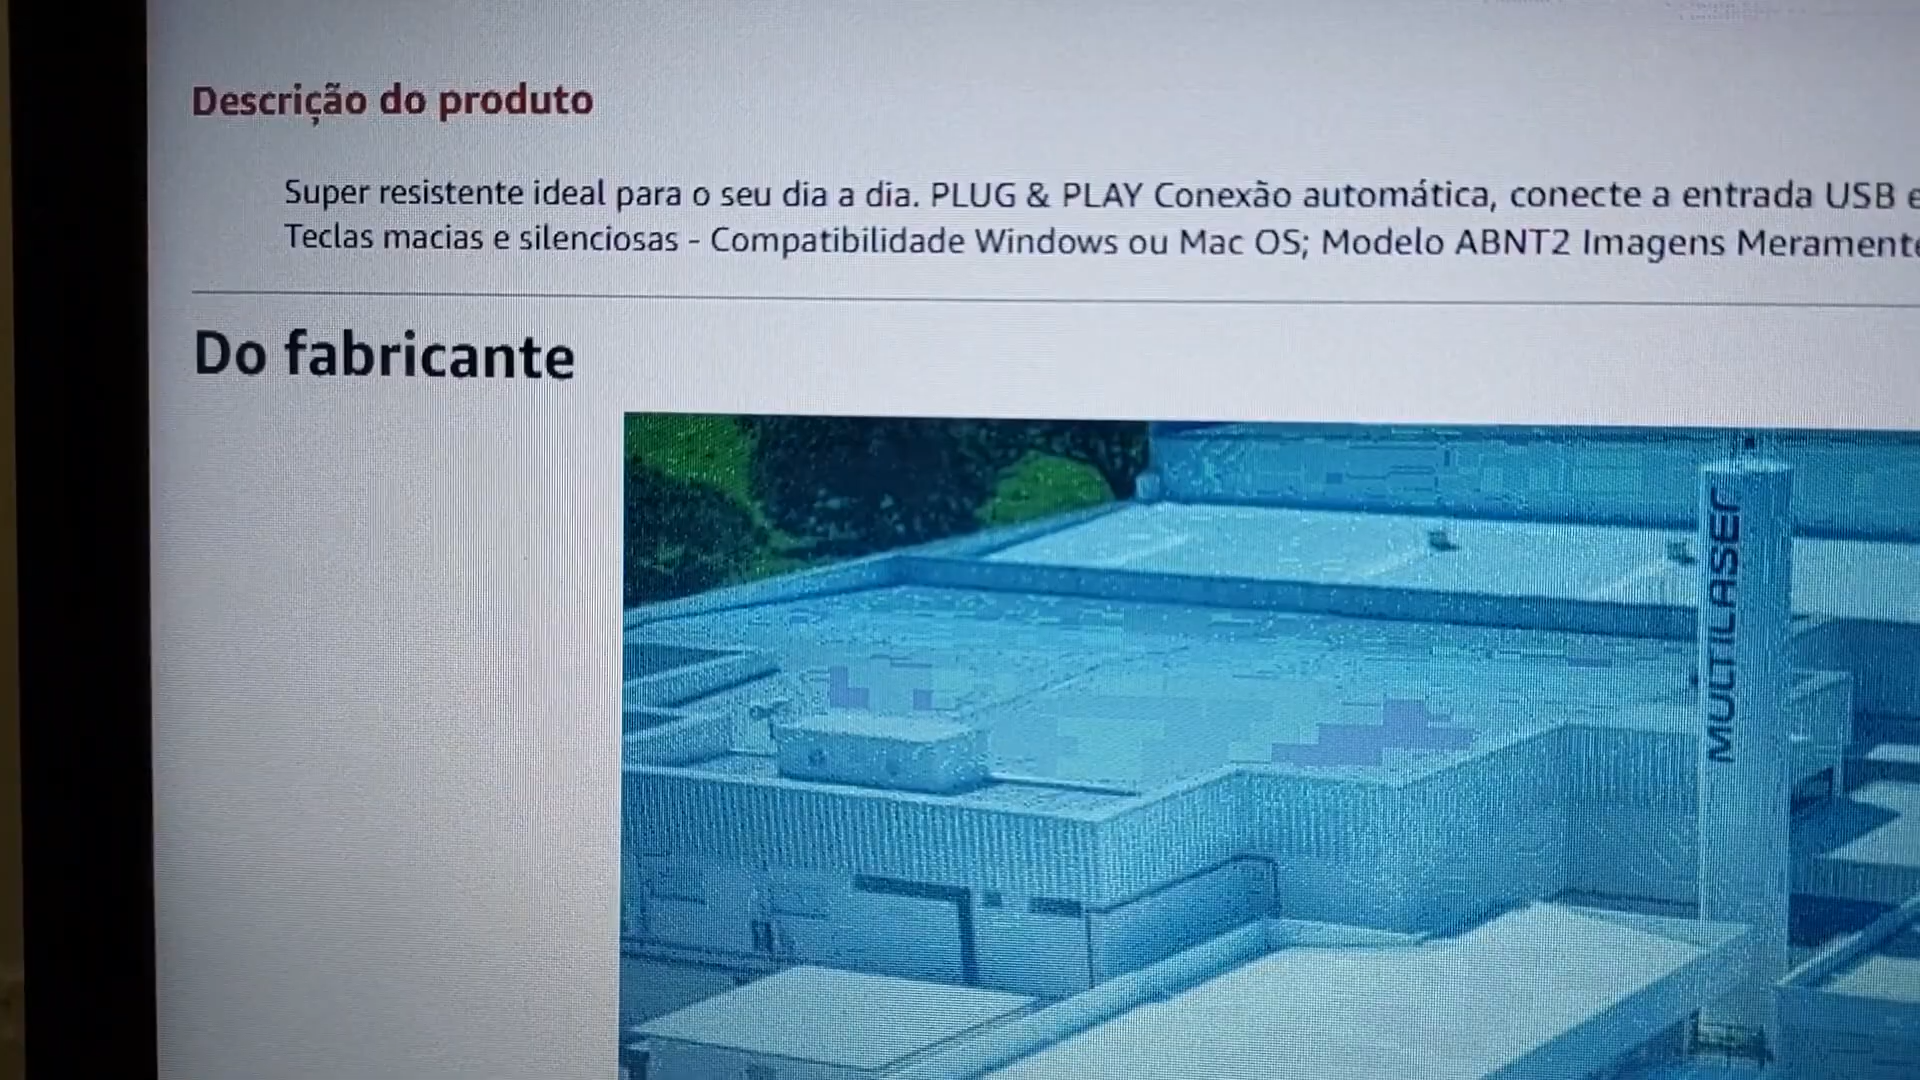 Descrição do produto
Super resistente ideal para o seu dia a dia. PLUG & PLAY Conexão automática, conecte a entrada USB e
Teclas macias e silenciosas - Compatibilidade Windows ou Mac OS; Modelo ABNT2 Imagens Meramente
Do fabricante
MULTILASER